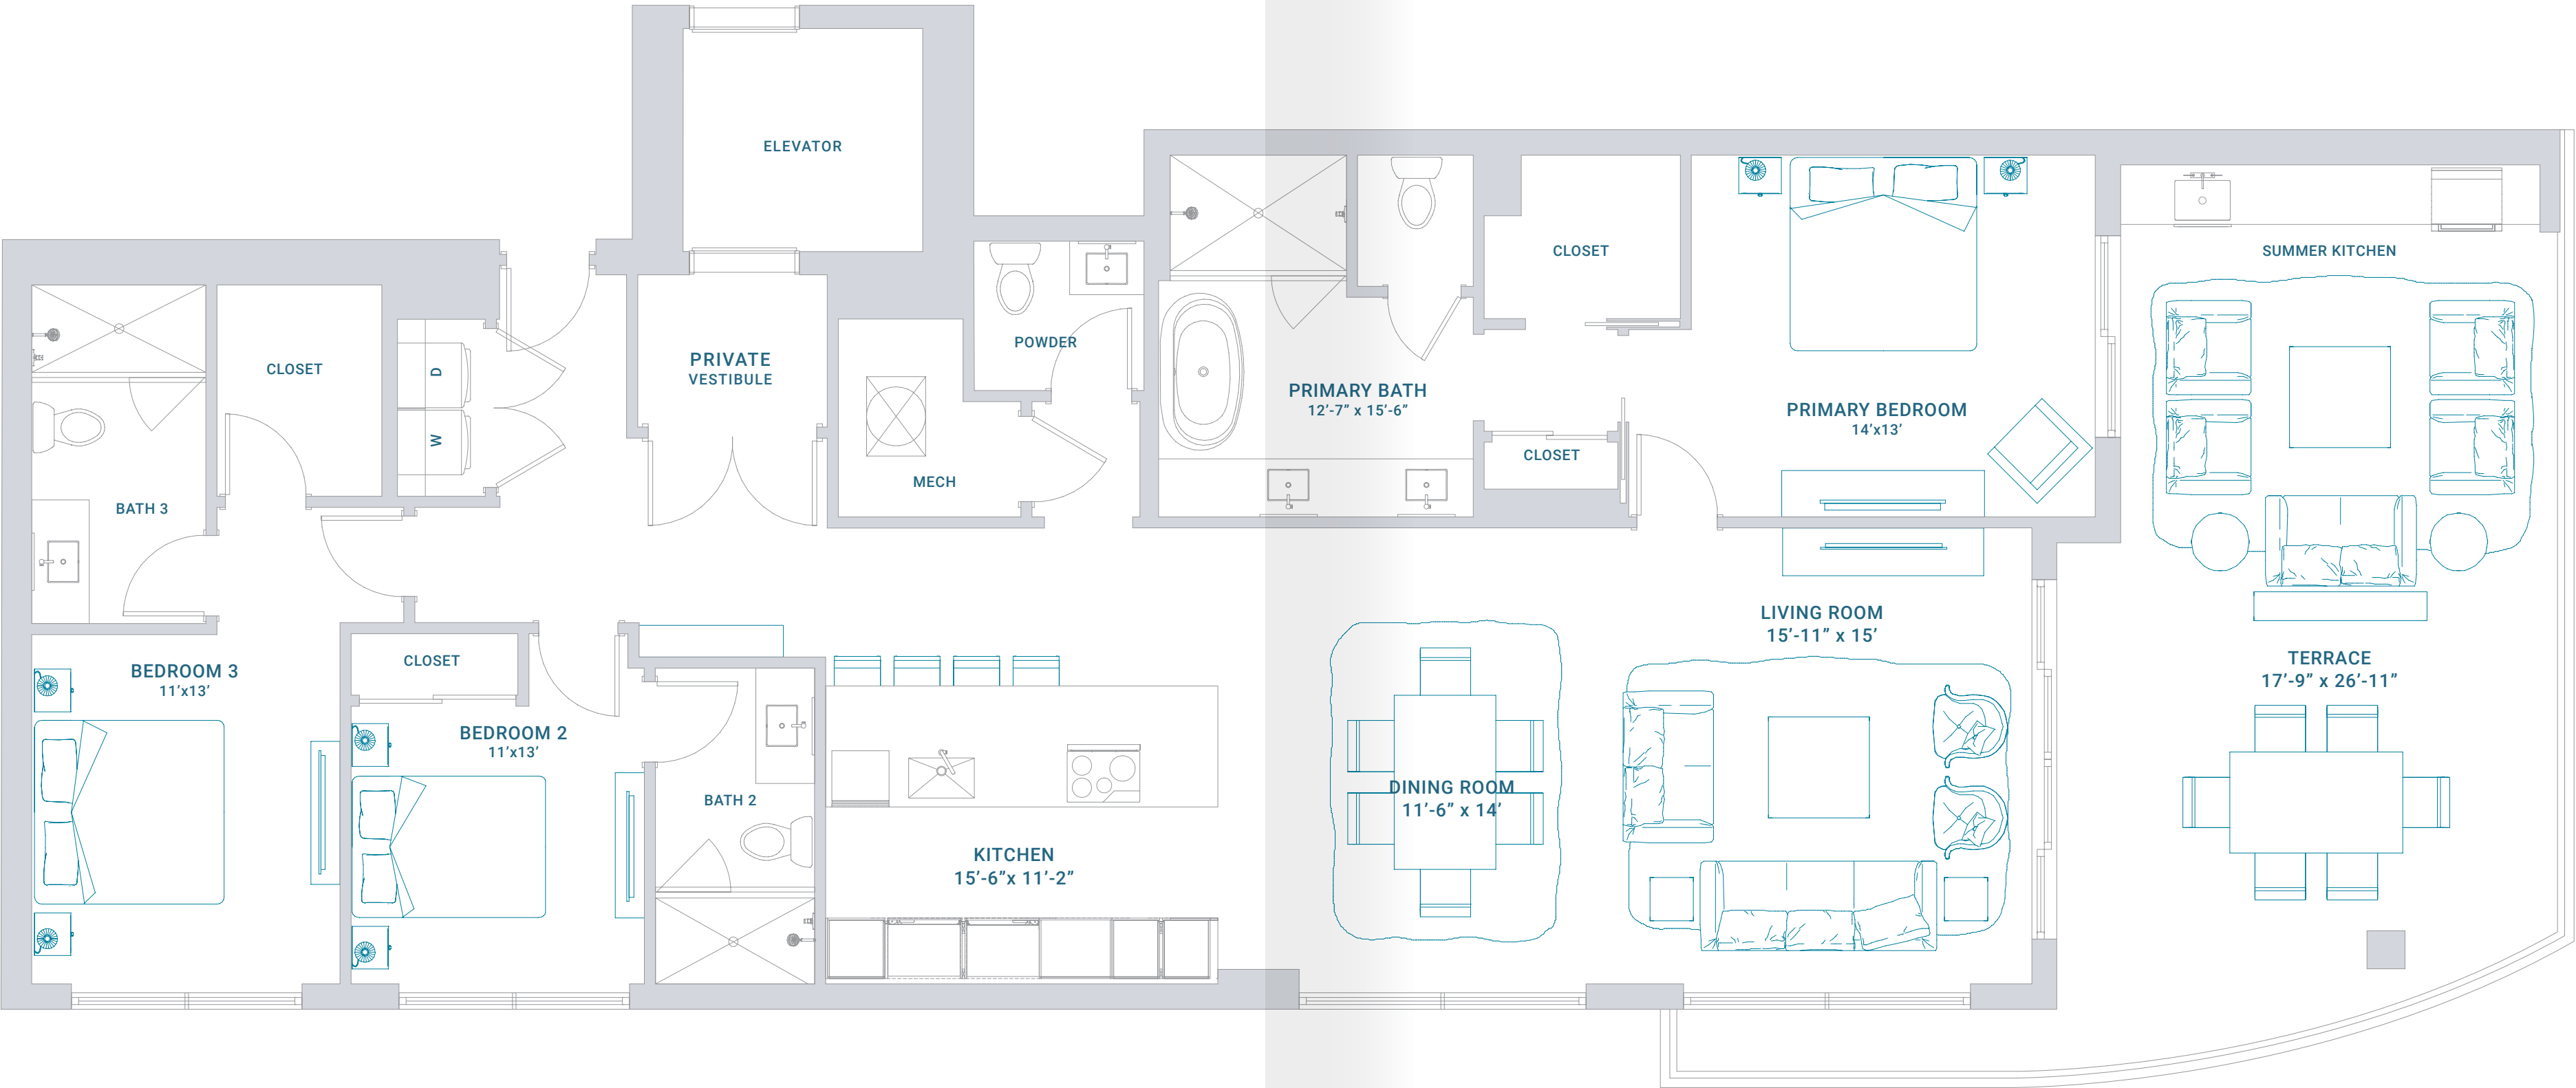 ELEVATOR
CLOSET
SUMMER KITCHEN
POWDER
PRIVATE
VESTIBULE
CLOSET
D
W
PRIMARY BATH
12’-7” x 15’-6”
PRIMARY BEDROOM
14’x13’
CLOSET
MECH
BATH 3
LIVING ROOM
15’-11” x 15’
TERRACE
17’-9” x 26’-11”
CLOSET
BEDROOM 3
11’x13’
BEDROOM 2
11’x13’
BATH 2
DINING ROOM
11’-6” x 14’
KITCHEN
15’-6”x 11’-2”